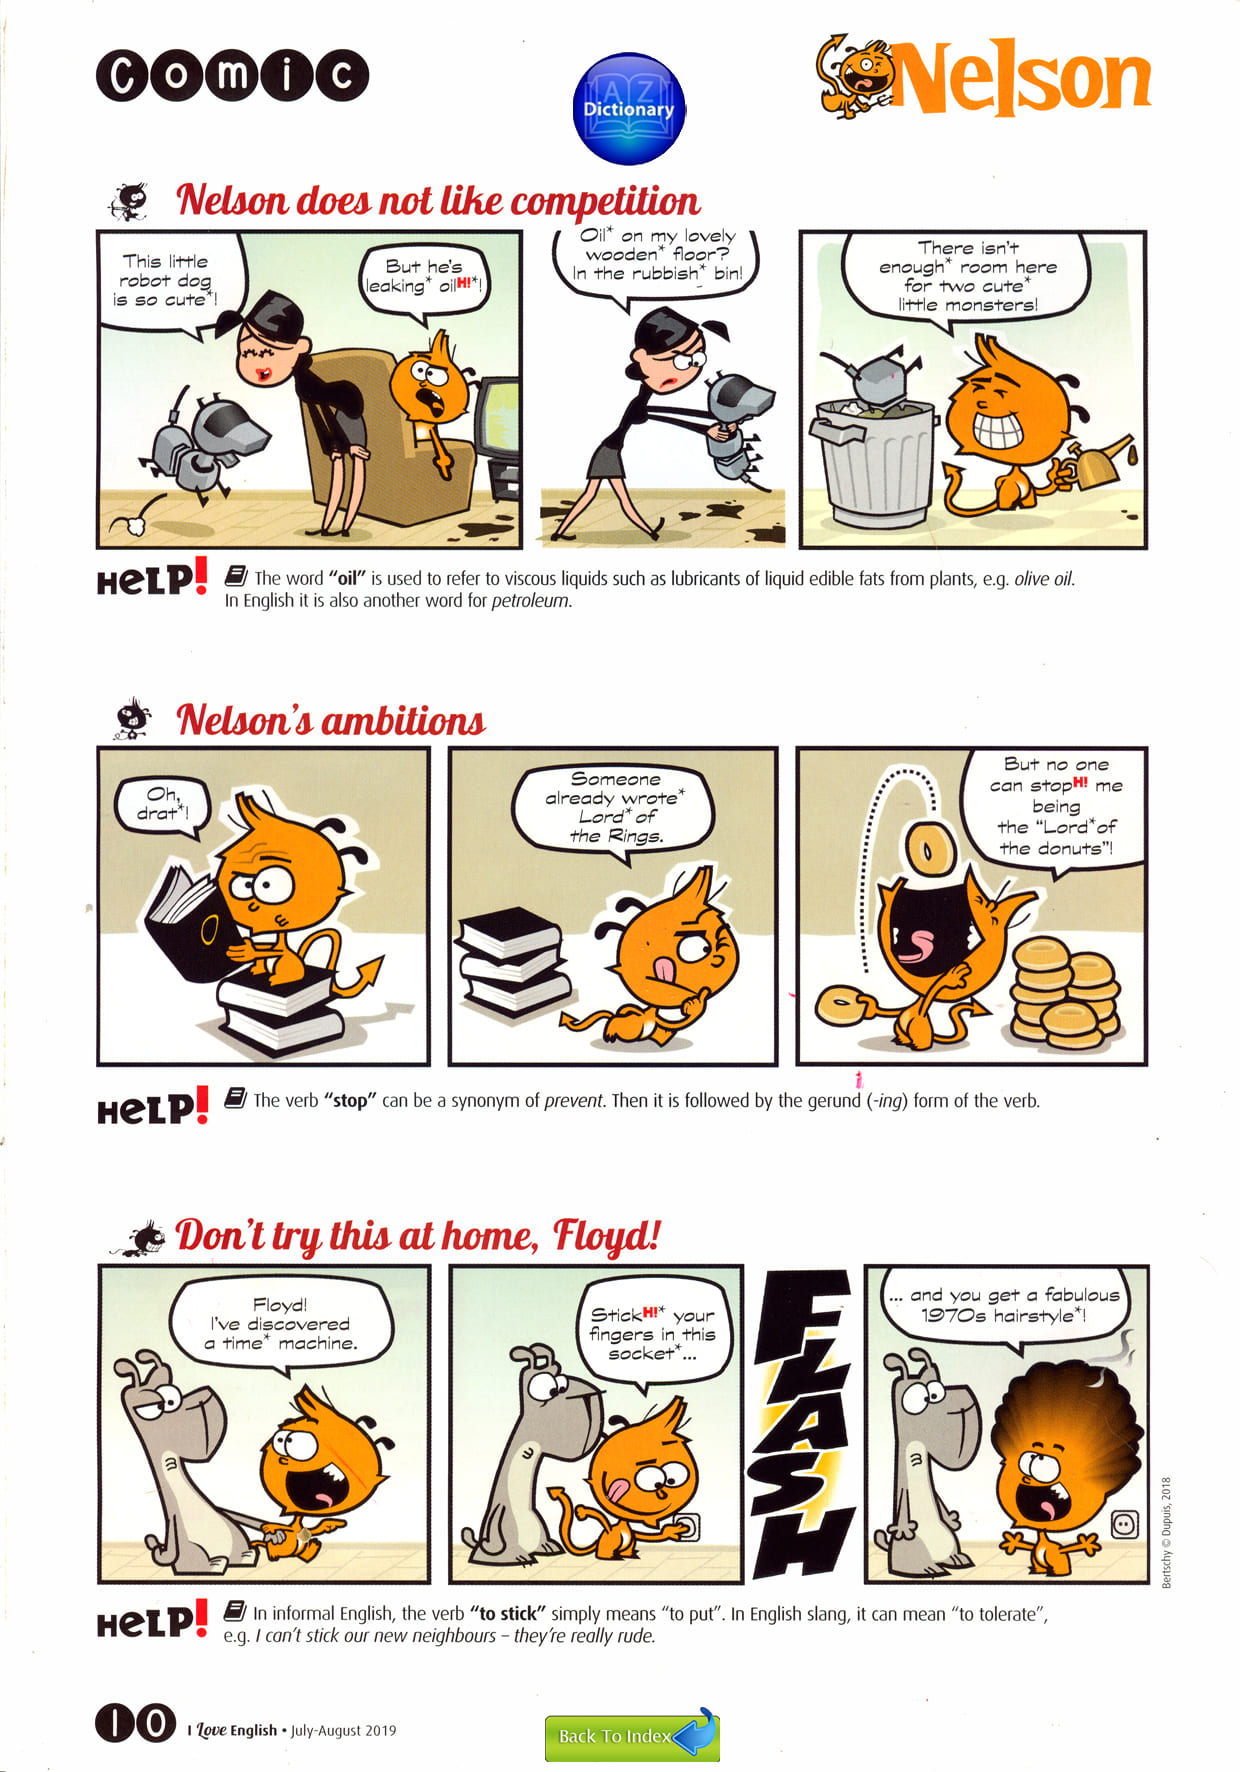 Comic
A Z
Dictionary
Nelson
Nelson does not like competition
This little
robot dog
is so cute*!
But he's
leaking* oilH!*!
Oil* on my lovely
wooden* floor?
In the rubbish* bin!
There isn't
enough* room here
for two cute*
little monsters!
HELP! The word “oil” is used to refer to viscous liquids such as lubricants of liquid edible fats from plants, e.g. olive oil.
In English it is also another word for petroleum.
Nelson's ambitions
Oh,
drat*!
Someone
already wrote*
Lord* of
the Rings.
But no one
can stopH! me
being
the “Lord*of
the donuts”!
HELP! The verb “stop” can be a synonym of prevent. Then it is followed by the gerund (-ing) form of the verb.
Don't try this at home, Floyd!
Floyd!
I've discovered
a time* machine.
StickH!* your
fingers in this
socket*...
FLASH
... and you get a fabulous
1970s hairstyle*!
Bertschy © Dupuis, 2018
HELP! In informal English, the verb “to stick” simply means “to put”. In English slang, it can mean “to tolerate”,
e.g. I can't stick our new neighbours – they're really rude.
10 I Love English • July-August 2019
Back To Index